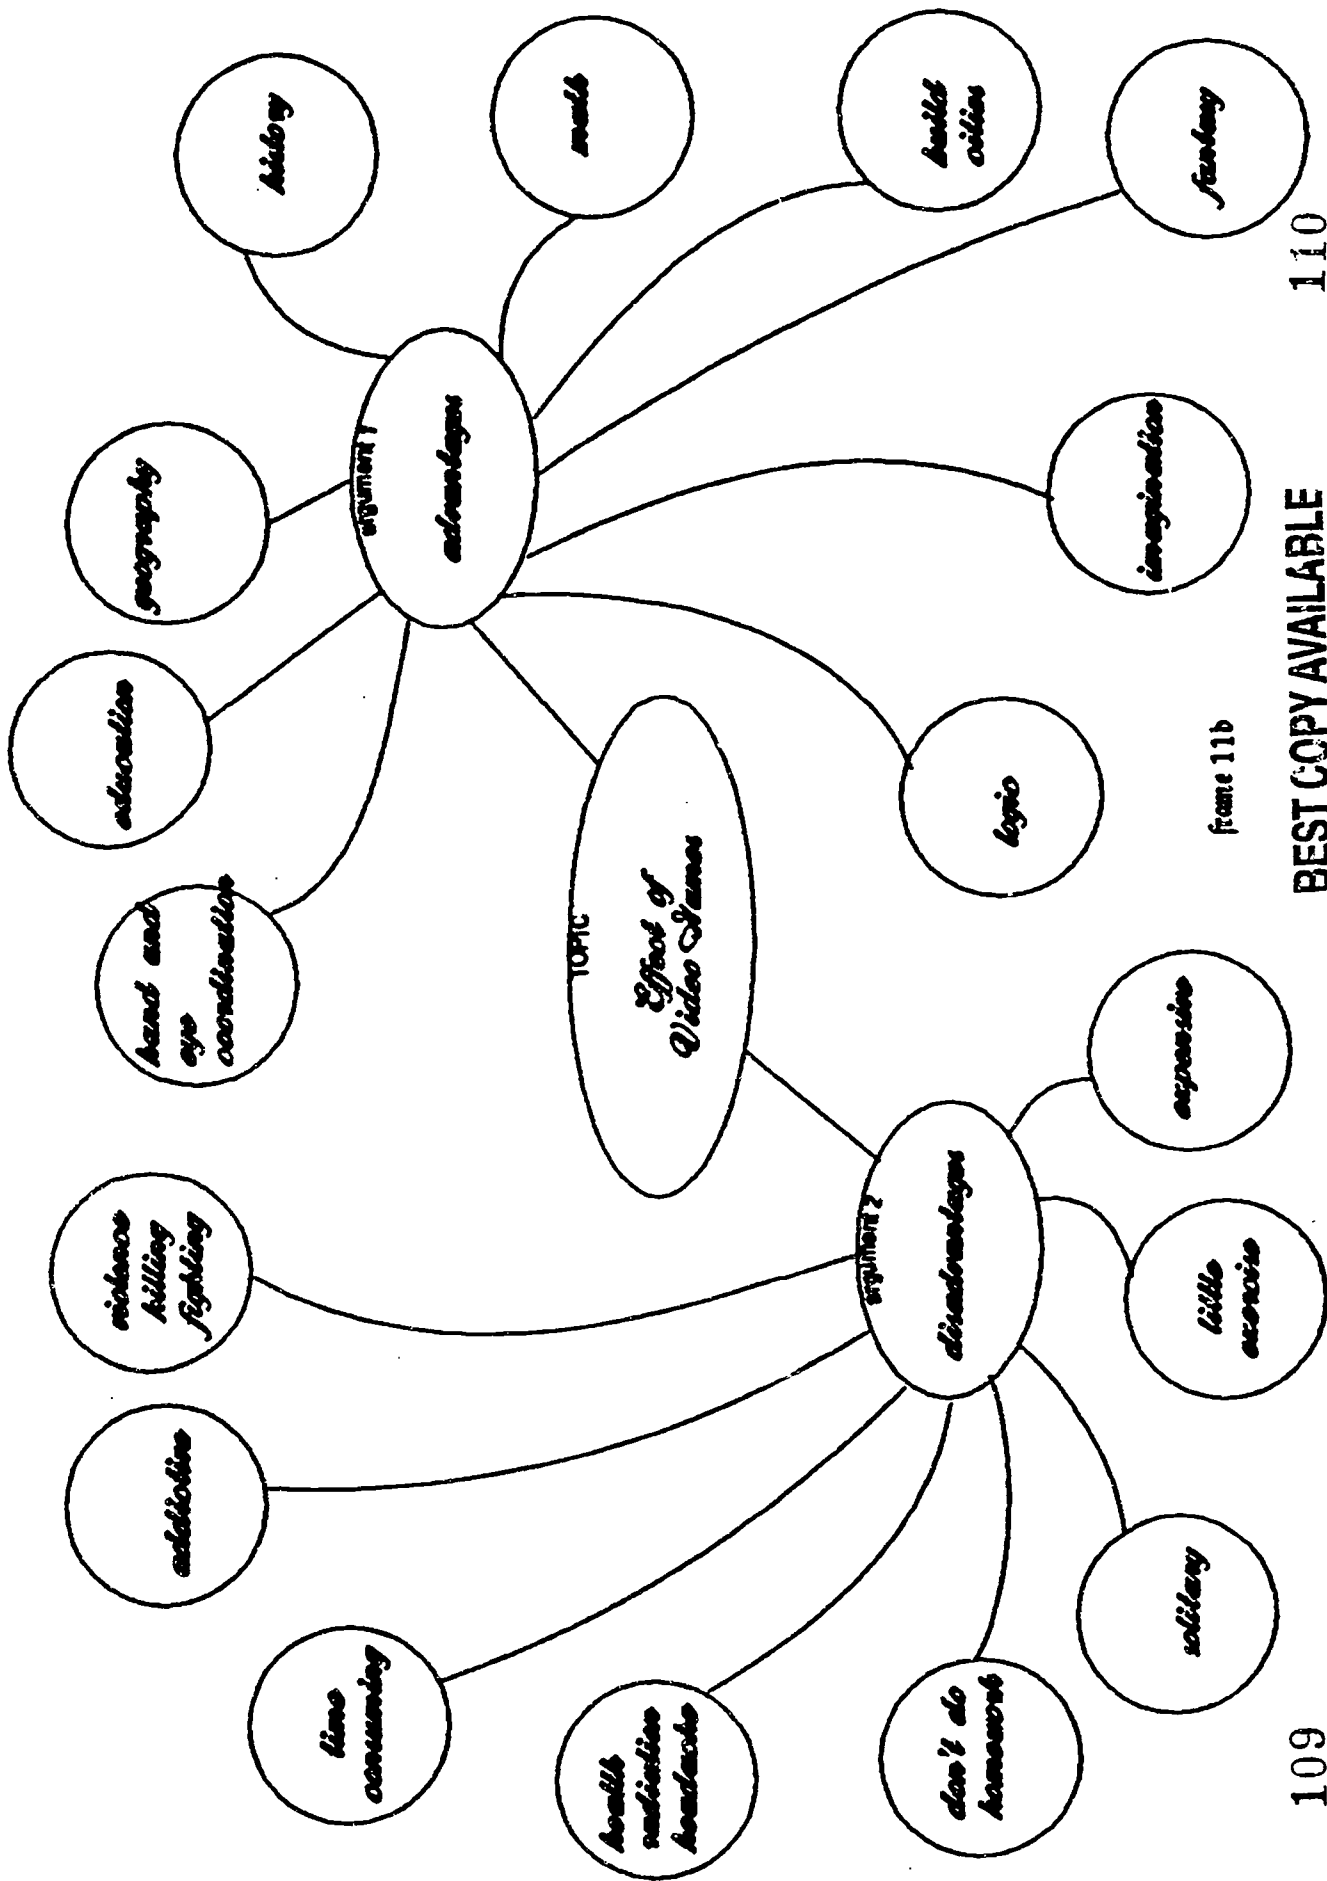 TOPIC
Effect of
Video Games
argument 1
advantages
hand and
eye
coordination
education
geography
history
math
build
cities
fantasy
imagination
logic
argument 2
disadvantages
violence
killing
fighting
addictive
time
consuming
health
radiation
headache
don't do
homework
solitary
little
exercise
expensive
frame 11b
109
BEST COPY AVAILABLE
110